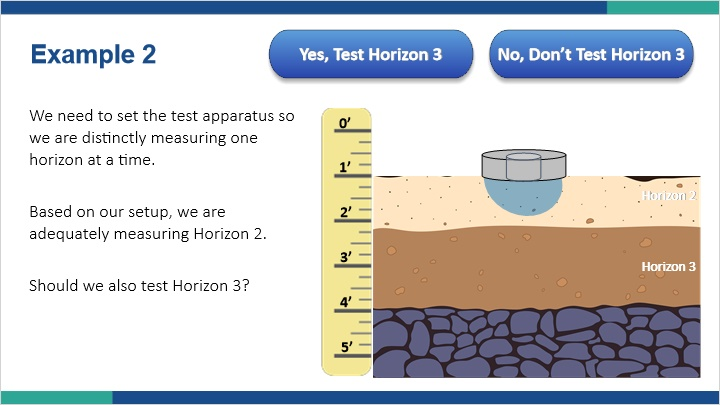 Example 2
Yes, Test Horizon 3
No, Don’t Test Horizon 3
We need to set the test apparatus so
we are distinctly measuring one
horizon at a time.
Based on our setup, we are
adequately measuring Horizon 2.
Should we also test Horizon 3?
0’
1’
2’
3’
4’
5’
Horizon 2
Horizon 3